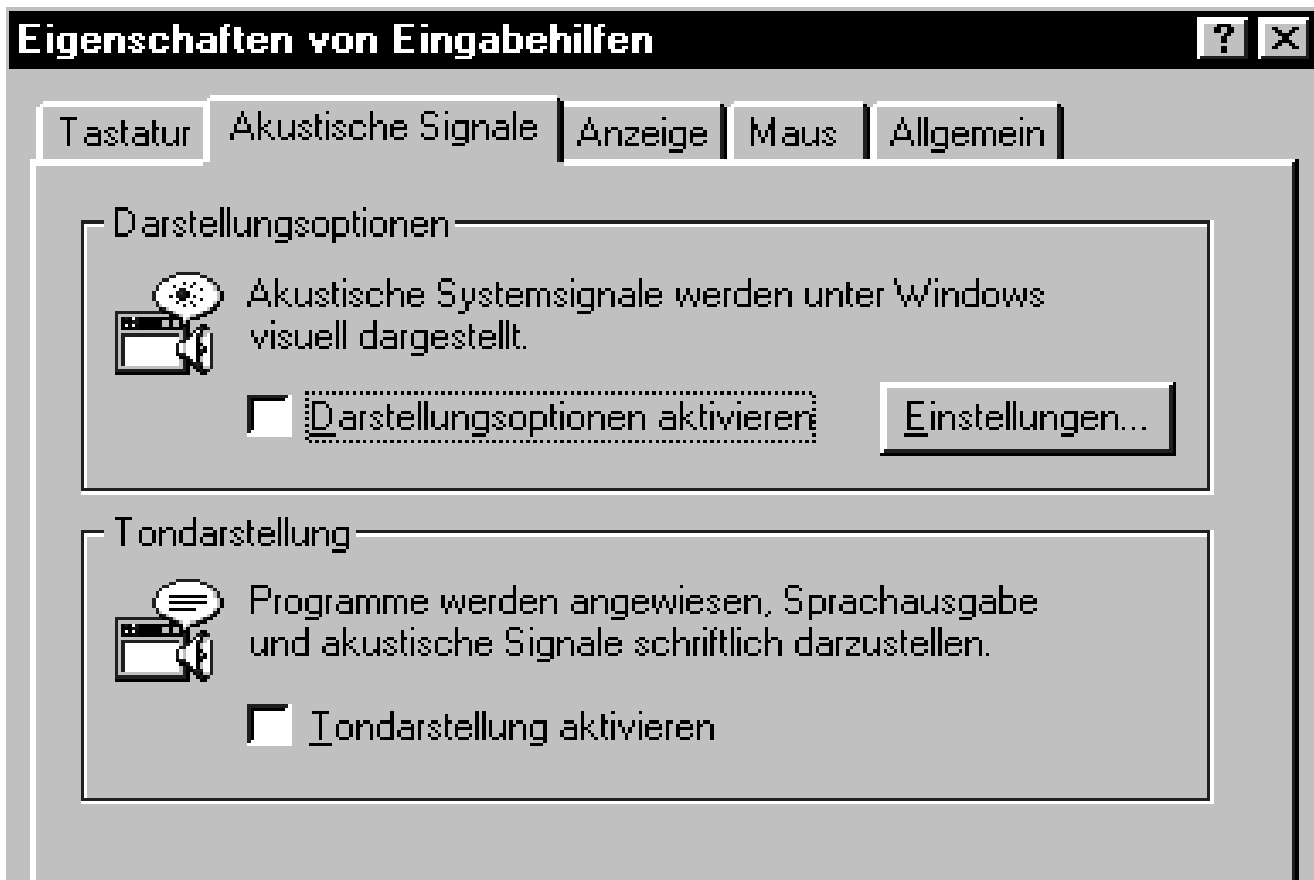 Eigenschaften von Eingabehilfen
Tastatur Akustische Signale Anzeige Maus Allgemein
Darstellungsoptionen
Akustische Systemsignale werden unter Windows
visuell dargestellt.
Darstellungsoptionen aktivieren Einstellungen...
Tondarstellung
Programme werden angewiesen, Sprachausgabe
und akustische Signale schriftlich darzustellen.
Tondarstellung aktivieren